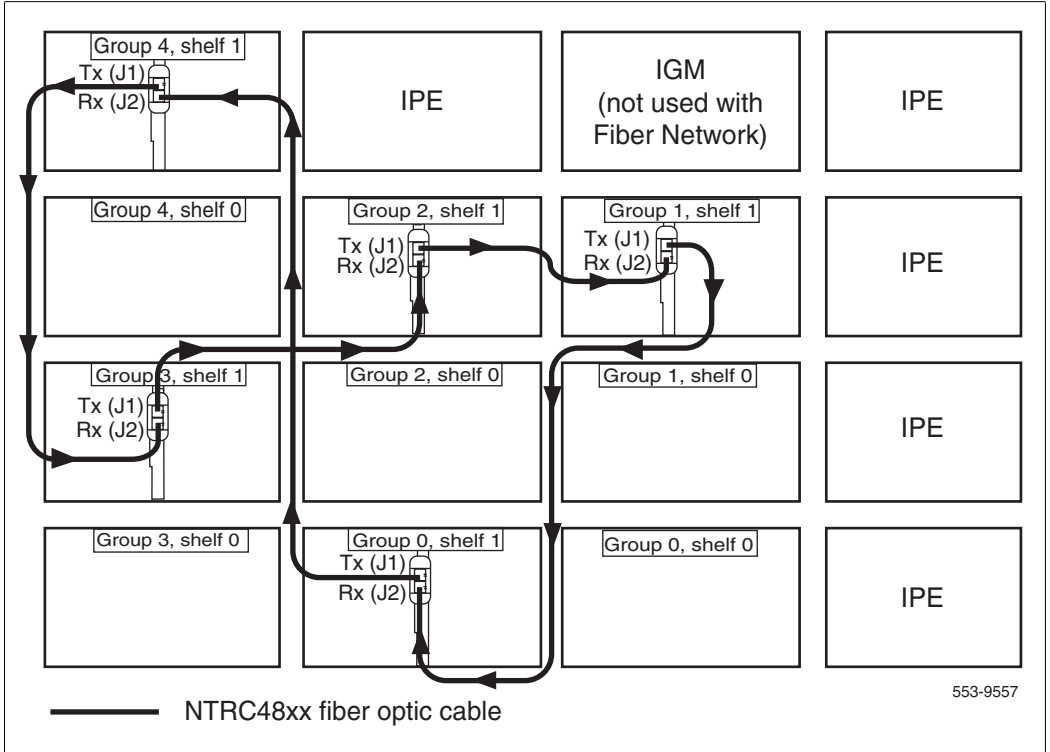 Group 4, shelf 1
Tx (J1)
Rx (J2)
IPE
IGM
(not used with
Fiber Network)
IPE
Group 4, shelf 0
Group 2, shelf 1
Tx (J1)
Rx (J2)
Group 1, shelf 1
Tx (J1)
Rx (J2)
IPE
Group 3, shelf 1
Tx (J1)
Rx (J2)
Group 2, shelf 0
Group 1, shelf 0
IPE
Group 3, shelf 0
Group 0, shelf 1
Tx (J1)
Rx (J2)
Group 0, shelf 0
IPE
553-9557
NTRC48xx fiber optic cable